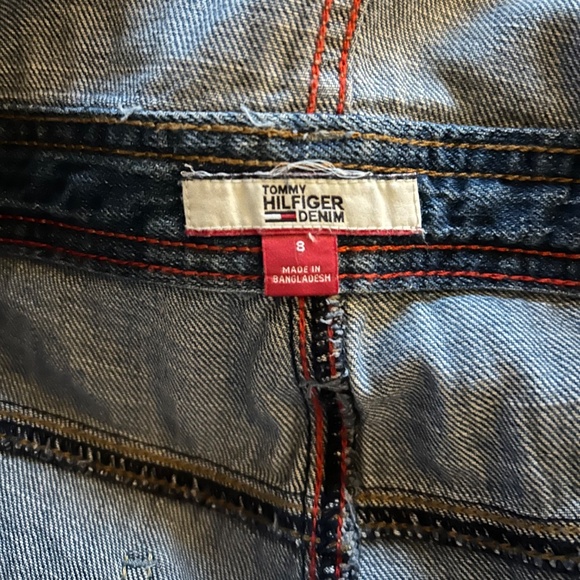 TOMMY
HILFIGER
DENIM
8
MADE IN
BANGLADESH